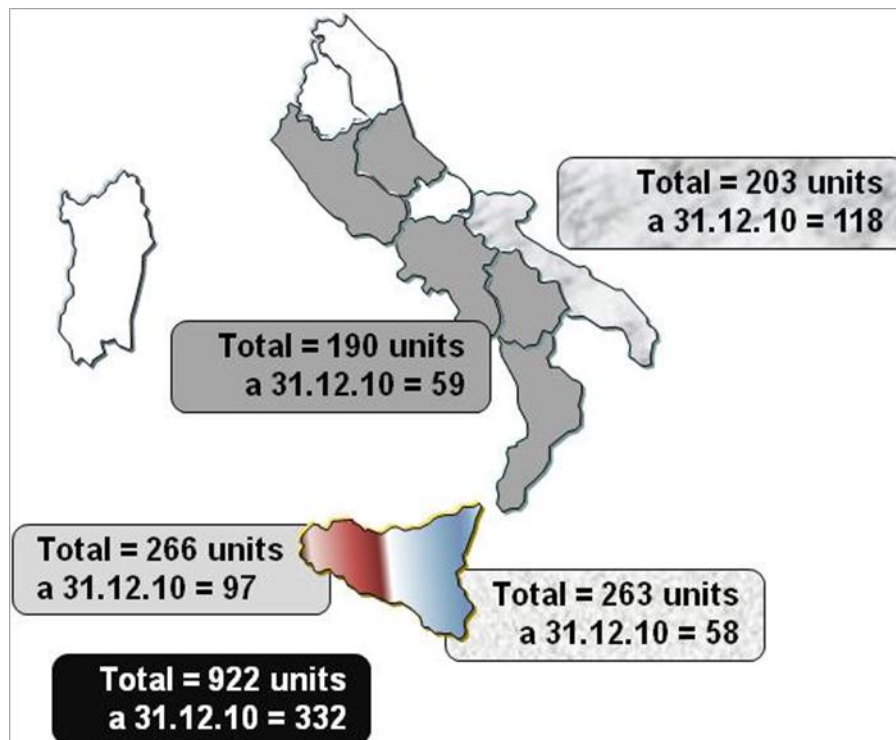 Total = 203 units
a 31.12.10 = 118
Total = 190 units
a 31.12.10 = 59
Total = 266 units
a 31.12.10 = 97
Total = 263 units
a 31.12.10 = 58
Total = 922 units
a 31.12.10 = 332